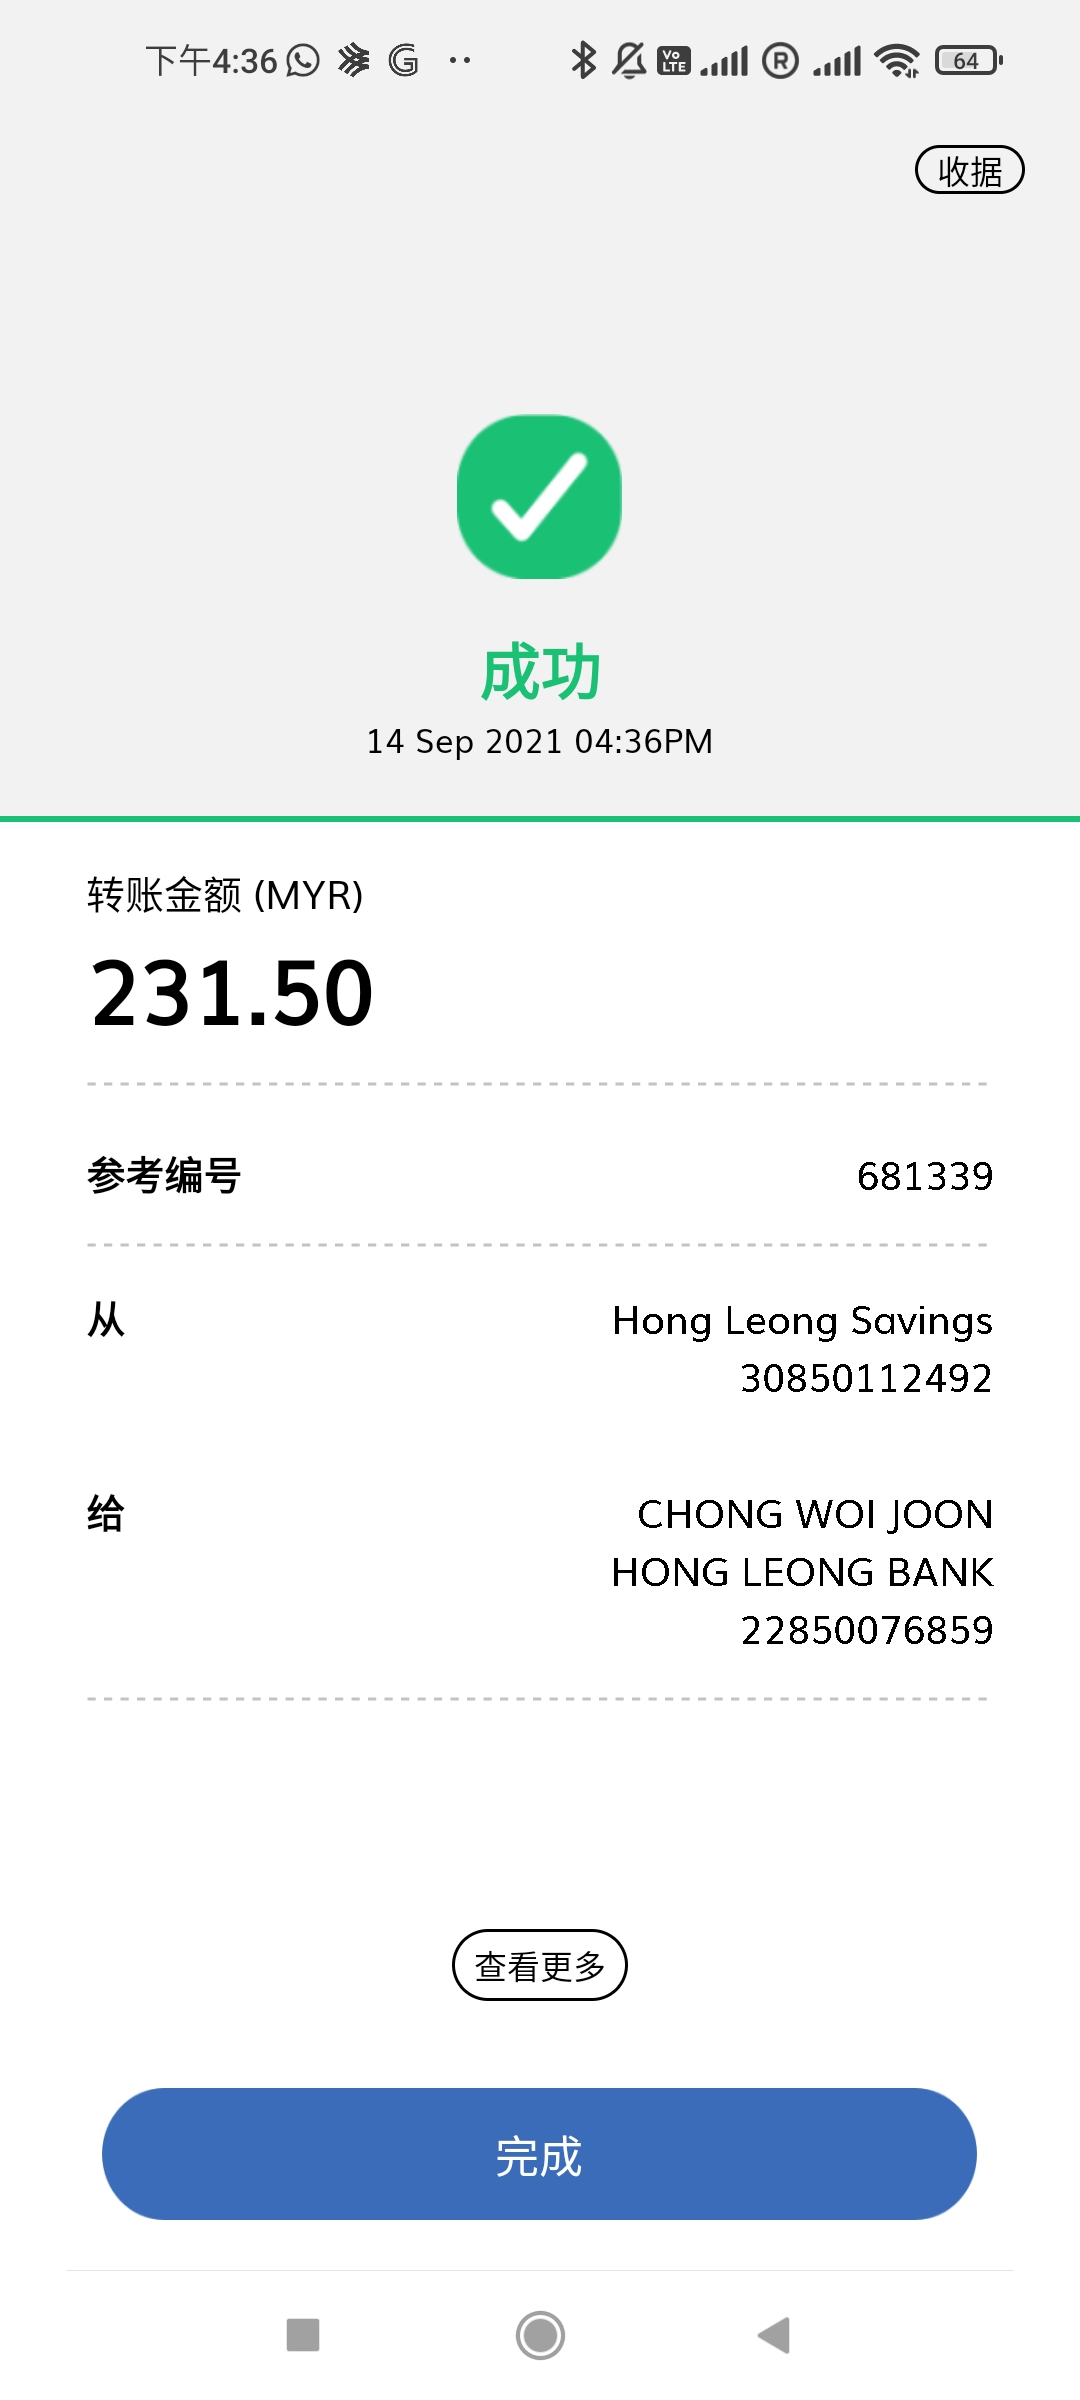 下午4:36
VoLTE
R
64
收据
成功
14 Sep 2021 04:36PM
转账金额 (MYR)
231.50
参考编号 681339
从 Hong Leong Savings
30850112492
给 CHONG WOI JOON
HONG LEONG BANK
22850076859
查看更多
完成